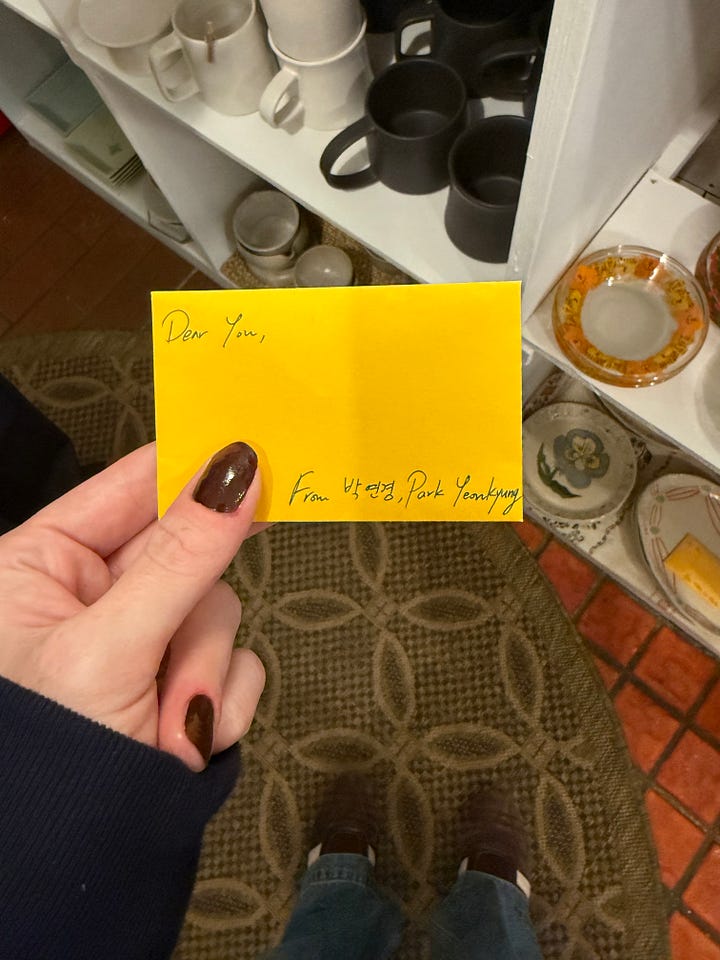 Dear You,
From 박연경, Park Yeonkyung